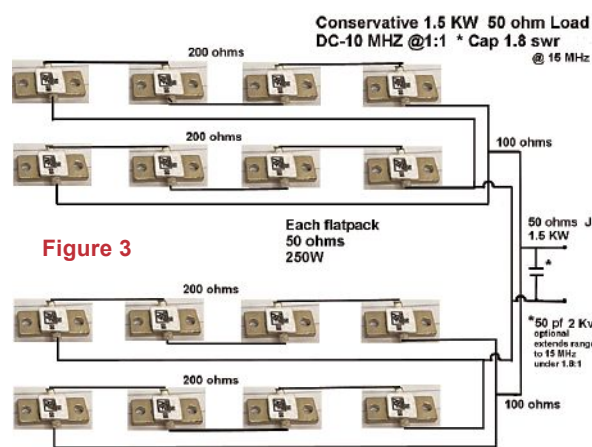 Conservative 1.5 KW 50 ohm Load
DC-10 MHZ @1:1 * Cap 1.8 swr
@ 15 MHz
200 ohms
200 ohms
100 ohms
Each flatpack
50 ohms
250W
50 ohms J
1.5 KW
*
Figure 3
*50 pf 2 Kv
optional
extends range
to 15 MHz
under 1.8:1
200 ohms
200 ohms
100 ohms